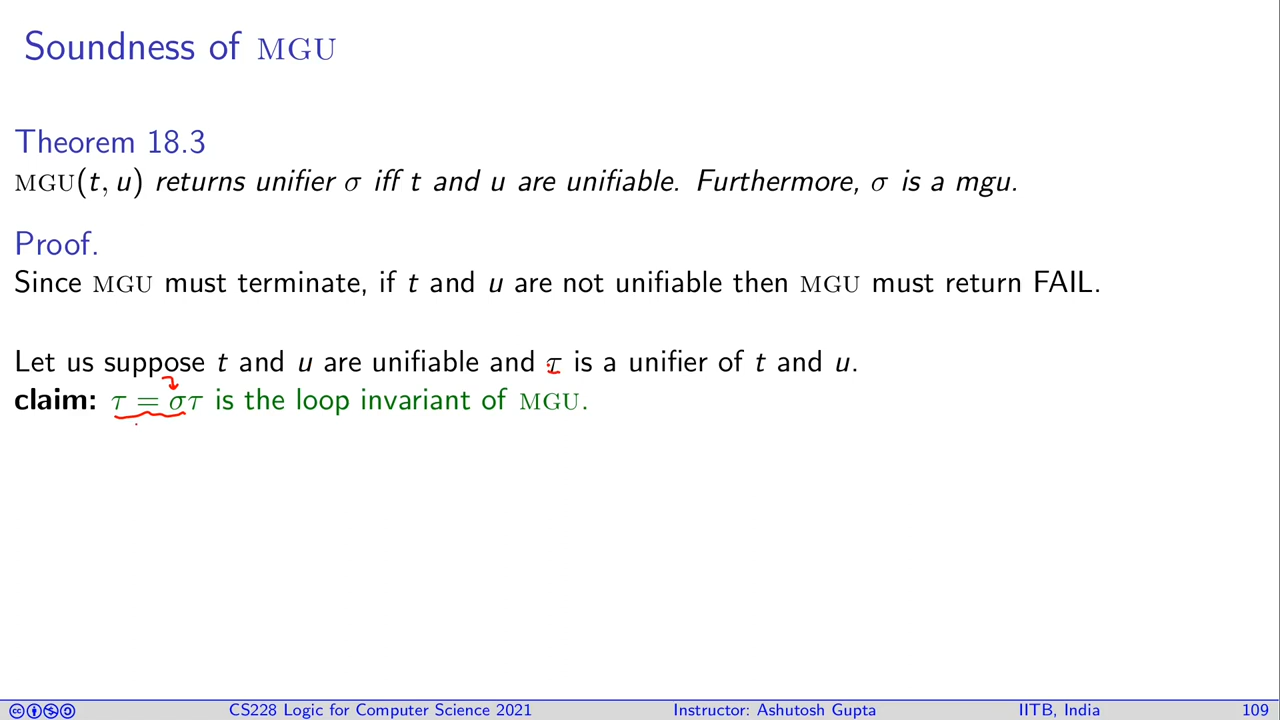 Soundness of MGU
Theorem 18.3
MGU(t, u) returns unifier σ iff t and u are unifiable. Furthermore, σ is a mgu.
Proof.
Since MGU must terminate, if t and u are not unifiable then MGU must return FAIL.
Let us suppose t and u are unifiable and τ is a unifier of t and u.
claim: τ = στ is the loop invariant of MGU.
CS228 Logic for Computer Science 2021 Instructor: Ashutosh Gupta IITB, India 109